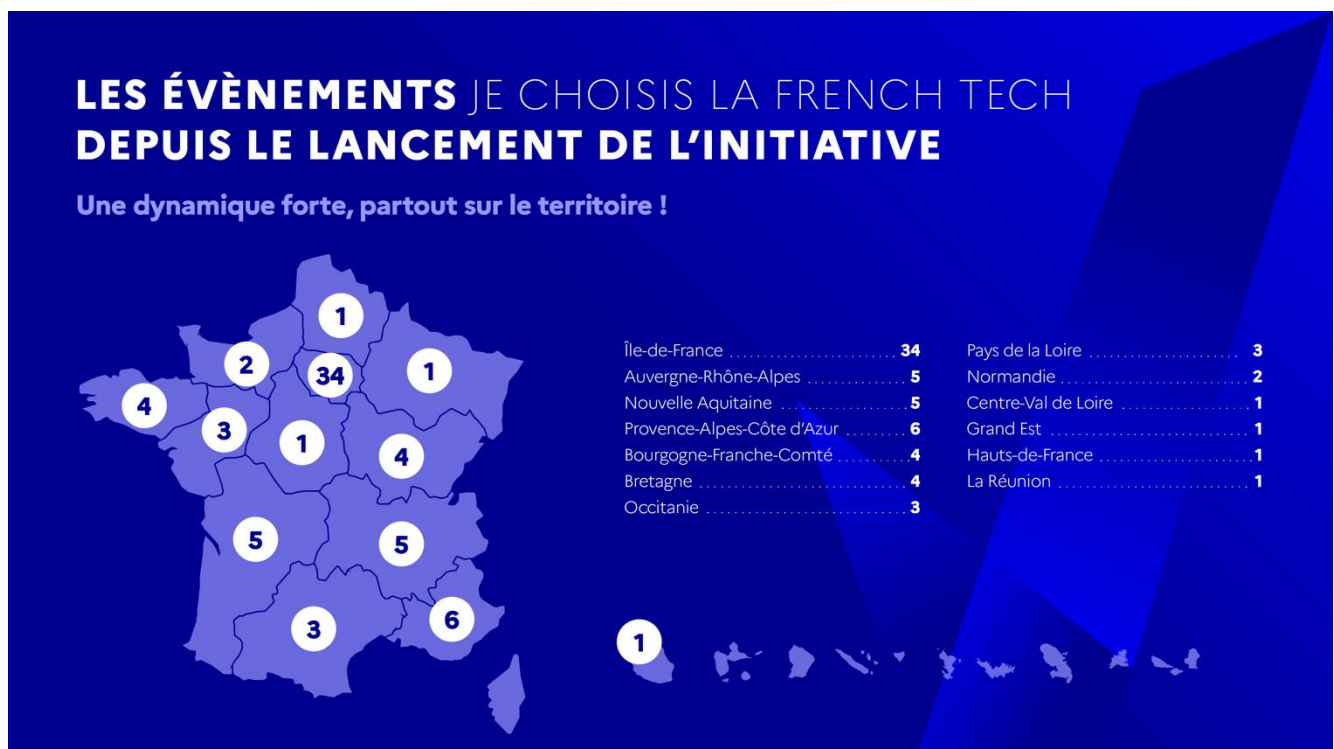 LES ÉVÈNEMENTS JE CHOISIS LA FRENCH TECH
DEPUIS LE LANCEMENT DE L'INITIATIVE
Une dynamique forte, partout sur le territoire !
1
2
34
1
4
3
1
4
5
5
3
6
Île-de-France 34
Auvergne-Rhône-Alpes 5
Nouvelle Aquitaine 5
Provence-Alpes-Côte d'Azur 6
Bourgogne-Franche-Comté 4
Bretagne 4
Occitanie 3
Pays de la Loire 3
Normandie 2
Centre-Val de Loire 1
Grand Est 1
Hauts-de-France 1
La Réunion 1
1